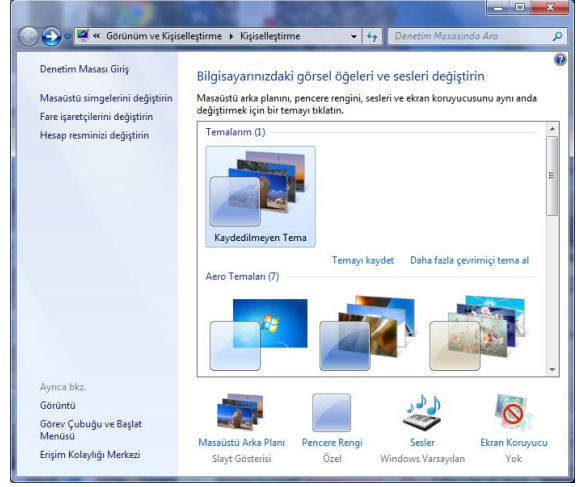 « Görünüm ve Kişiselleştirme ▸ Kişiselleştirme
Denetim Masasında Ara
Denetim Masası Giriş
Masaüstü simgelerini değiştirin
Fare işaretçilerini değiştirin
Hesap resminizi değiştirin
Bilgisayarınızdaki görsel öğeleri ve sesleri değiştirin
Masaüstü arka planını, pencere rengini, sesleri ve ekran koruyucusunu aynı anda
değiştirmek için bir temayı tıklatın.
Temalarım (1)
Kaydedilmeyen Tema
Temayı kaydet Daha fazla çevrimiçi tema al
Aero Temaları (7)
Ayrıca bkz.
Görüntü
Görev Çubuğu ve Başlat
Menüsü
Erişim Kolaylığı Merkezi
Masaüstü Arka Planı
Slayt Gösterisi
Pencere Rengi
Özel
Sesler
Windows Varsayılan
Ekran Koruyucu
Yok